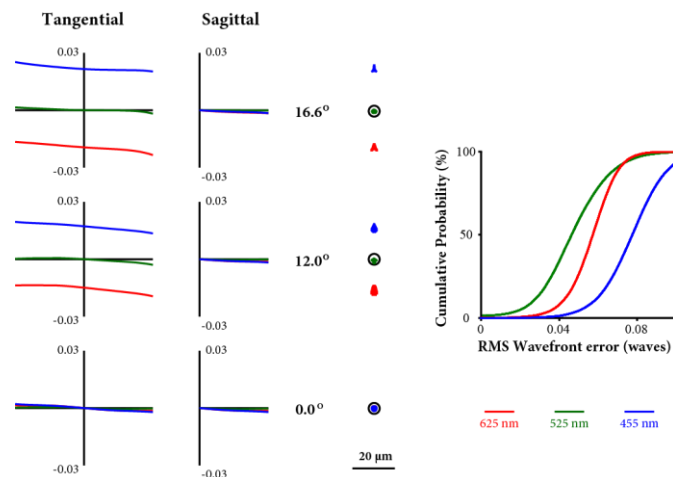 Tangential
Sagittal
0.03
0.03
16.6°
-0.03
-0.03
0.03
0.03
12.0°
-0.03
-0.03
0.03
0.03
0.0°
-0.03
-0.03
20 μm
Cumulative Probability (%)
100
50
0
0
0.04
0.08
RMS Wavefront error (waves)
625 nm
525 nm
455 nm